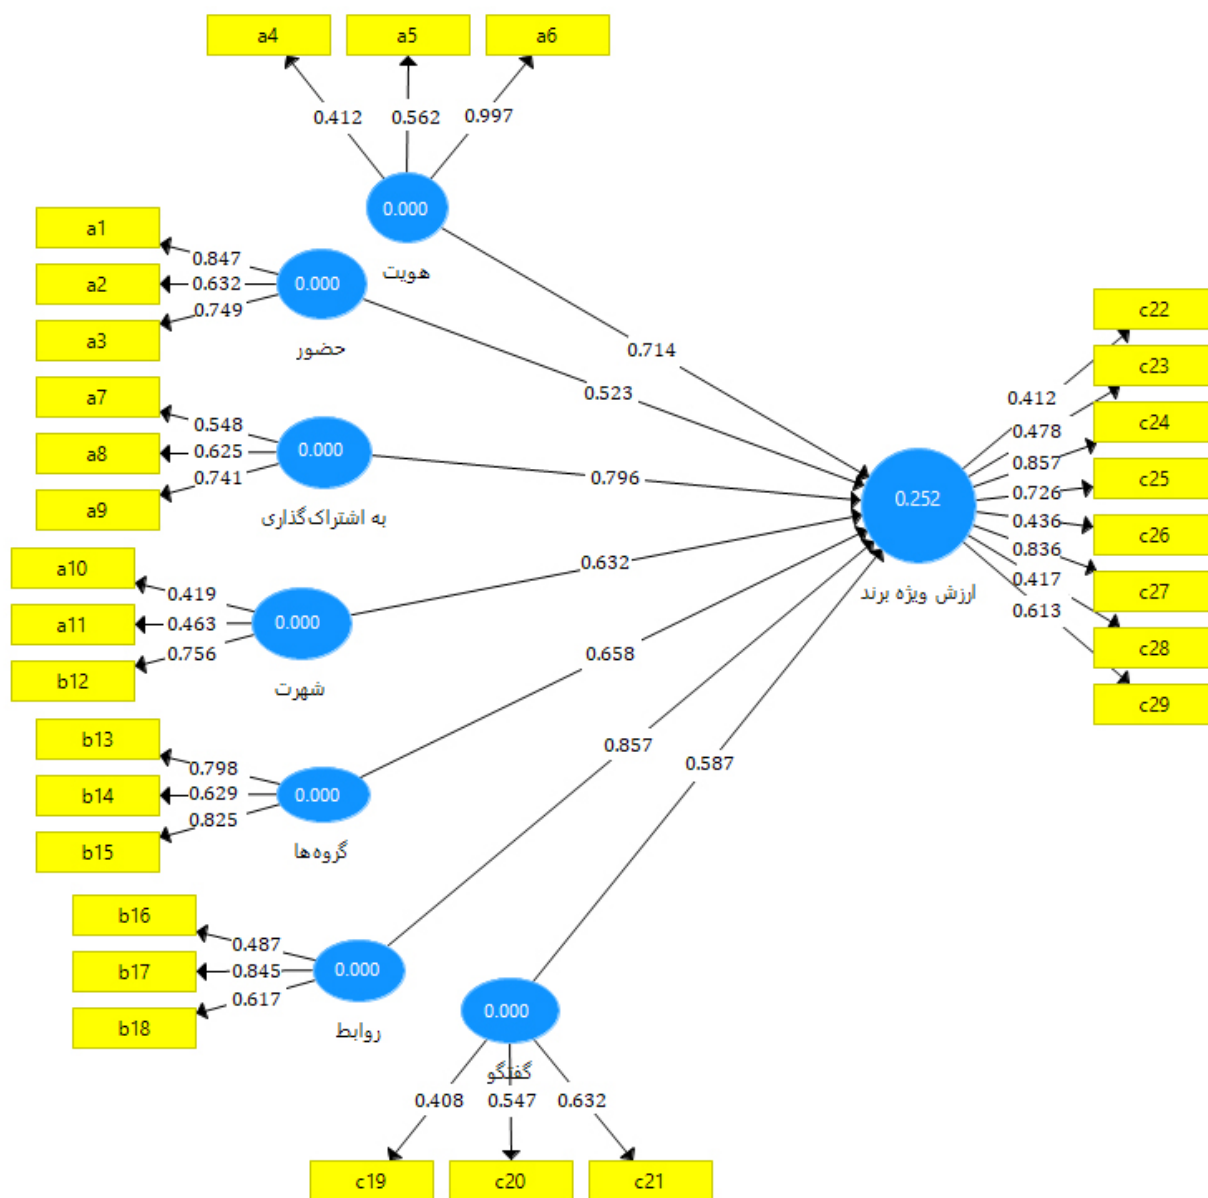 a4
a5
a6
0.412
0.562
0.997
0.000
هویت
a1
a2
a3
0.847
0.632
0.749
0.000
حضور
a7
a8
a9
0.548
0.625
0.741
0.000
به اشتراک‌گذاری
a10
a11
b12
0.419
0.463
0.756
0.000
شهرت
b13
b14
b15
0.798
0.629
0.825
0.000
گروه‌ها
b16
b17
b18
0.487
0.845
0.617
0.000
روابط
0.000
گفتگو
0.408
0.547
0.632
c19
c20
c21
0.714
0.523
0.796
0.632
0.658
0.857
0.587
0.252
ارزش ویژه برند
0.412
0.478
0.857
0.726
0.436
0.836
0.417
0.613
c22
c23
c24
c25
c26
c27
c28
c29